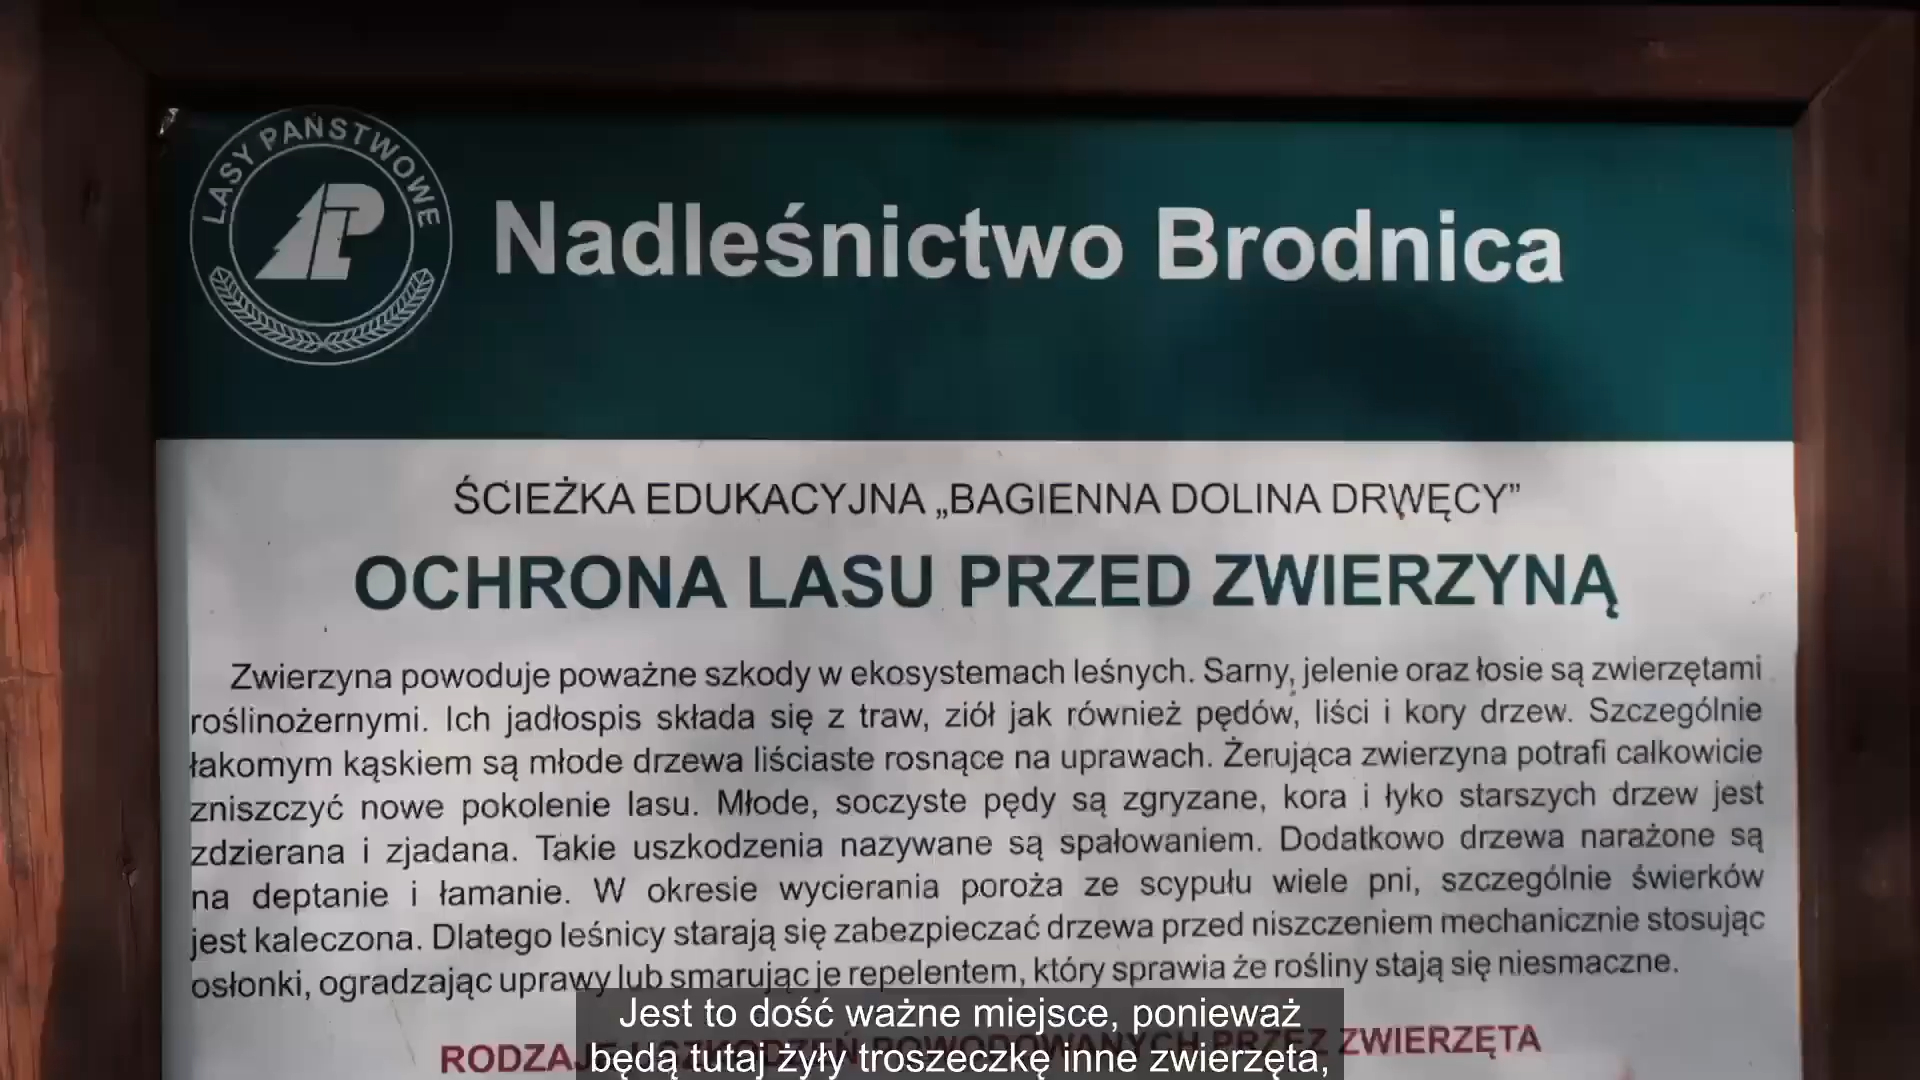 LASY PAŃSTWOWE
Nadleśnictwo Brodnica
ŚCIEŻKA EDUKACYJNA „BAGIENNA DOLINA DRWĘCY”
OCHRONA LASU PRZED ZWIERZYNĄ
Zwierzyna powoduje poważne szkody w ekosystemach leśnych. Sarny, jelenie oraz łosie są zwierzętami
roślinożernymi. Ich jadłospis składa się z traw, ziół jak również pędów, liści i kory drzew. Szczególnie
łakomym kąskiem są młode drzewa liściaste rosnące na uprawach. Żerująca zwierzyna potrafi całkowicie
zniszczyć nowe pokolenie lasu. Młode, soczyste pędy są zgryzane, kora i łyko starszych drzew jest
zdzierana i zjadana. Takie uszkodzenia nazywane są spałowaniem. Dodatkowo drzewa narażone są
na deptanie i łamanie. W okresie wycierania poroża ze scypułu wiele pni, szczególnie świerków
jest kaleczona. Dlatego leśnicy starają się zabezpieczać drzewa przed niszczeniem mechanicznie stosując
osłonki, ogradzając uprawy lub smarując je repelentem, który sprawia że rośliny stają się niesmaczne.
RODZAJE USZKODZEŃ POWODOWANYCH PRZEZ ZWIERZĘTA
Jest to dość ważne miejsce, ponieważ
będą tutaj żyły troszeczkę inne zwierzęta,